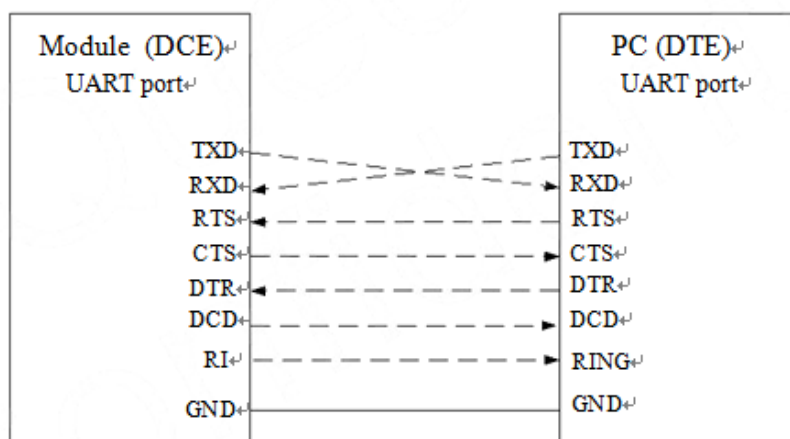 Module (DCE)
UART port
TXD
RXD
RTS
CTS
DTR
DCD
RI
GND
PC (DTE)
UART port
TXD
RXD
RTS
CTS
DTR
DCD
RING
GND